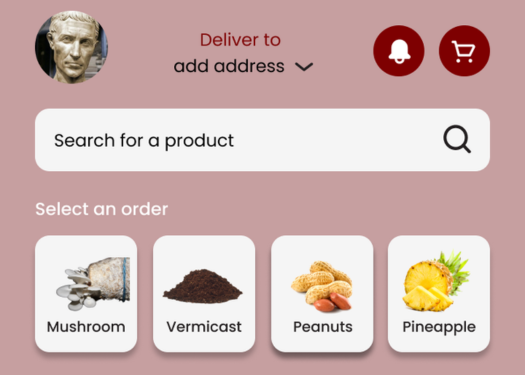 Deliver to
add address
Search for a product
Select an order
Mushroom
Vermicast
Peanuts
Pineapple